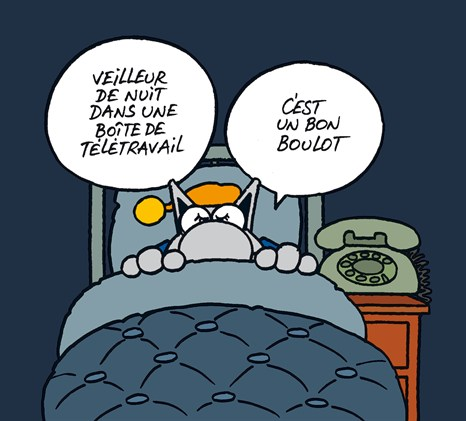 VEILLEUR
DE NUIT
DANS UNE
BOÎTE DE
TÉLÉTRAVAIL
C'EST
UN BON
BOULOT